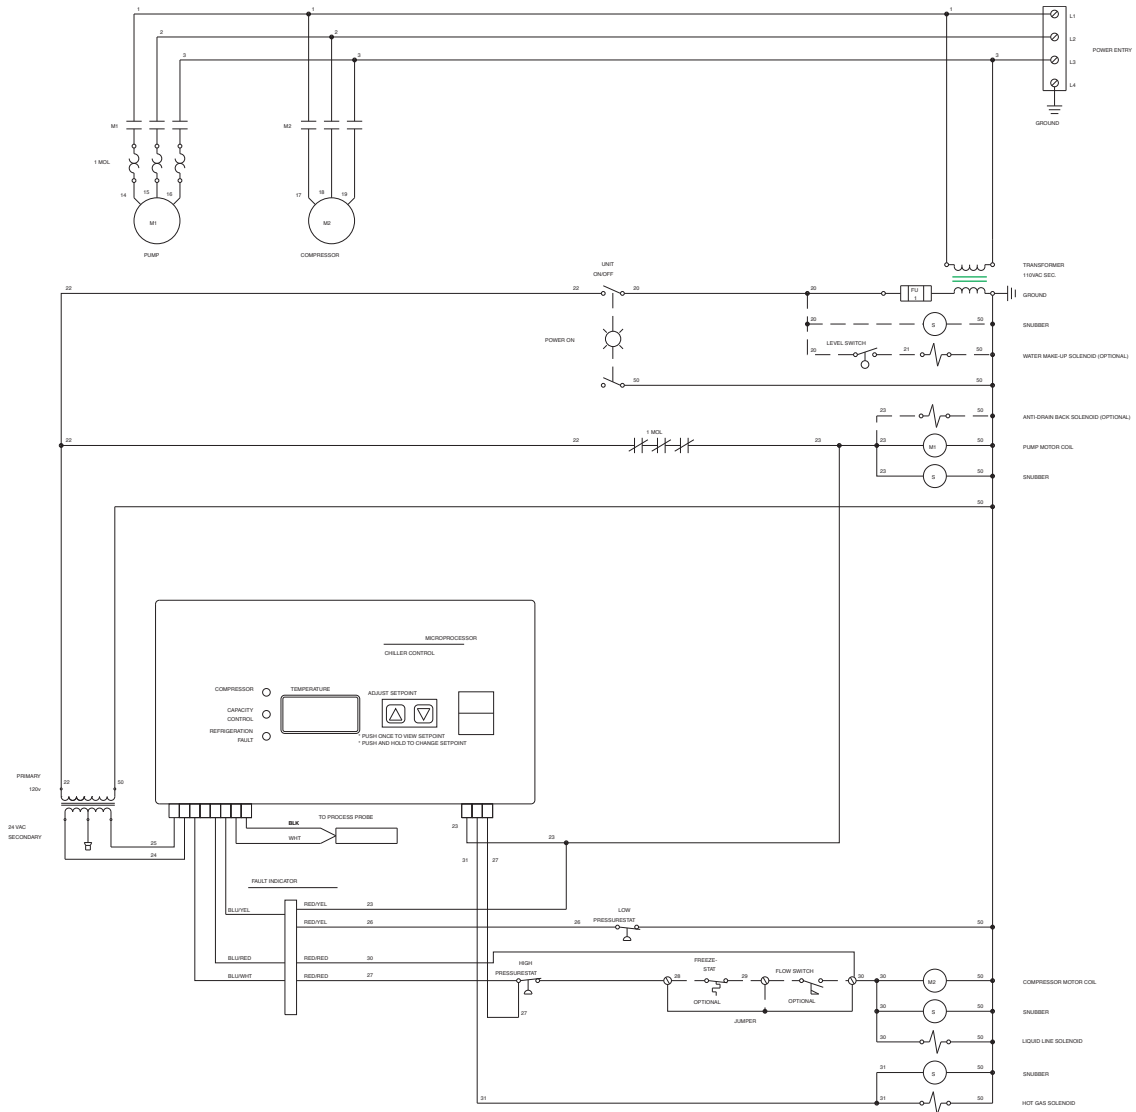 1
1
1
L1
2
2
L2
3
3
3
L3
POWER ENTRY
L4
GROUND
M1
M2
1 MOL
14
15
16
17
18
19
M1
M2
PUMP
COMPRESSOR
UNIT
ON/OFF
TRANSFORMER
110VAC SEC.
22
22
20
20
FU
1
GROUND
20
S
50
SNUBBER
POWER ON
LEVEL SWITCH
20
21
50
WATER MAKE-UP SOLENOID (OPTIONAL)
50
50
23
50
ANTI-DRAIN BACK SOLENOID (OPTIONAL)
1 MOL
22
22
23
23
M1
50
PUMP MOTOR COIL
23
S
50
SNUBBER
50
MICROPROCESSOR
CHILLER CONTROL
COMPRESSOR
TEMPERATURE
ADJUST SETPOINT
CAPACITY
CONTROL
REFRIGERATION
FAULT
* PUSH ONCE TO VIEW SETPOINT
* PUSH AND HOLD TO CHANGE SETPOINT
PRIMARY
120v
22
50
24 VAC
SECONDARY
TO PROCESS PROBE
BLK
WHT
23
23
25
24
31
27
FAULT INDICATOR
BLU/YEL
RED/YEL
23
RED/YEL
26
26
LOW
PRESSURESTAT
50
BLU/RED
RED/RED
30
BLU/WHT
RED/RED
27
HIGH
PRESSURESTAT
27
FREEZE-
STAT
28
29
OPTIONAL
FLOW SWITCH
OPTIONAL
30
30
M2
50
COMPRESSOR MOTOR COIL
JUMPER
30
S
50
SNUBBER
30
50
LIQUID LINE SOLENOID
31
S
50
SNUBBER
31
31
50
HOT GAS SOLENOID